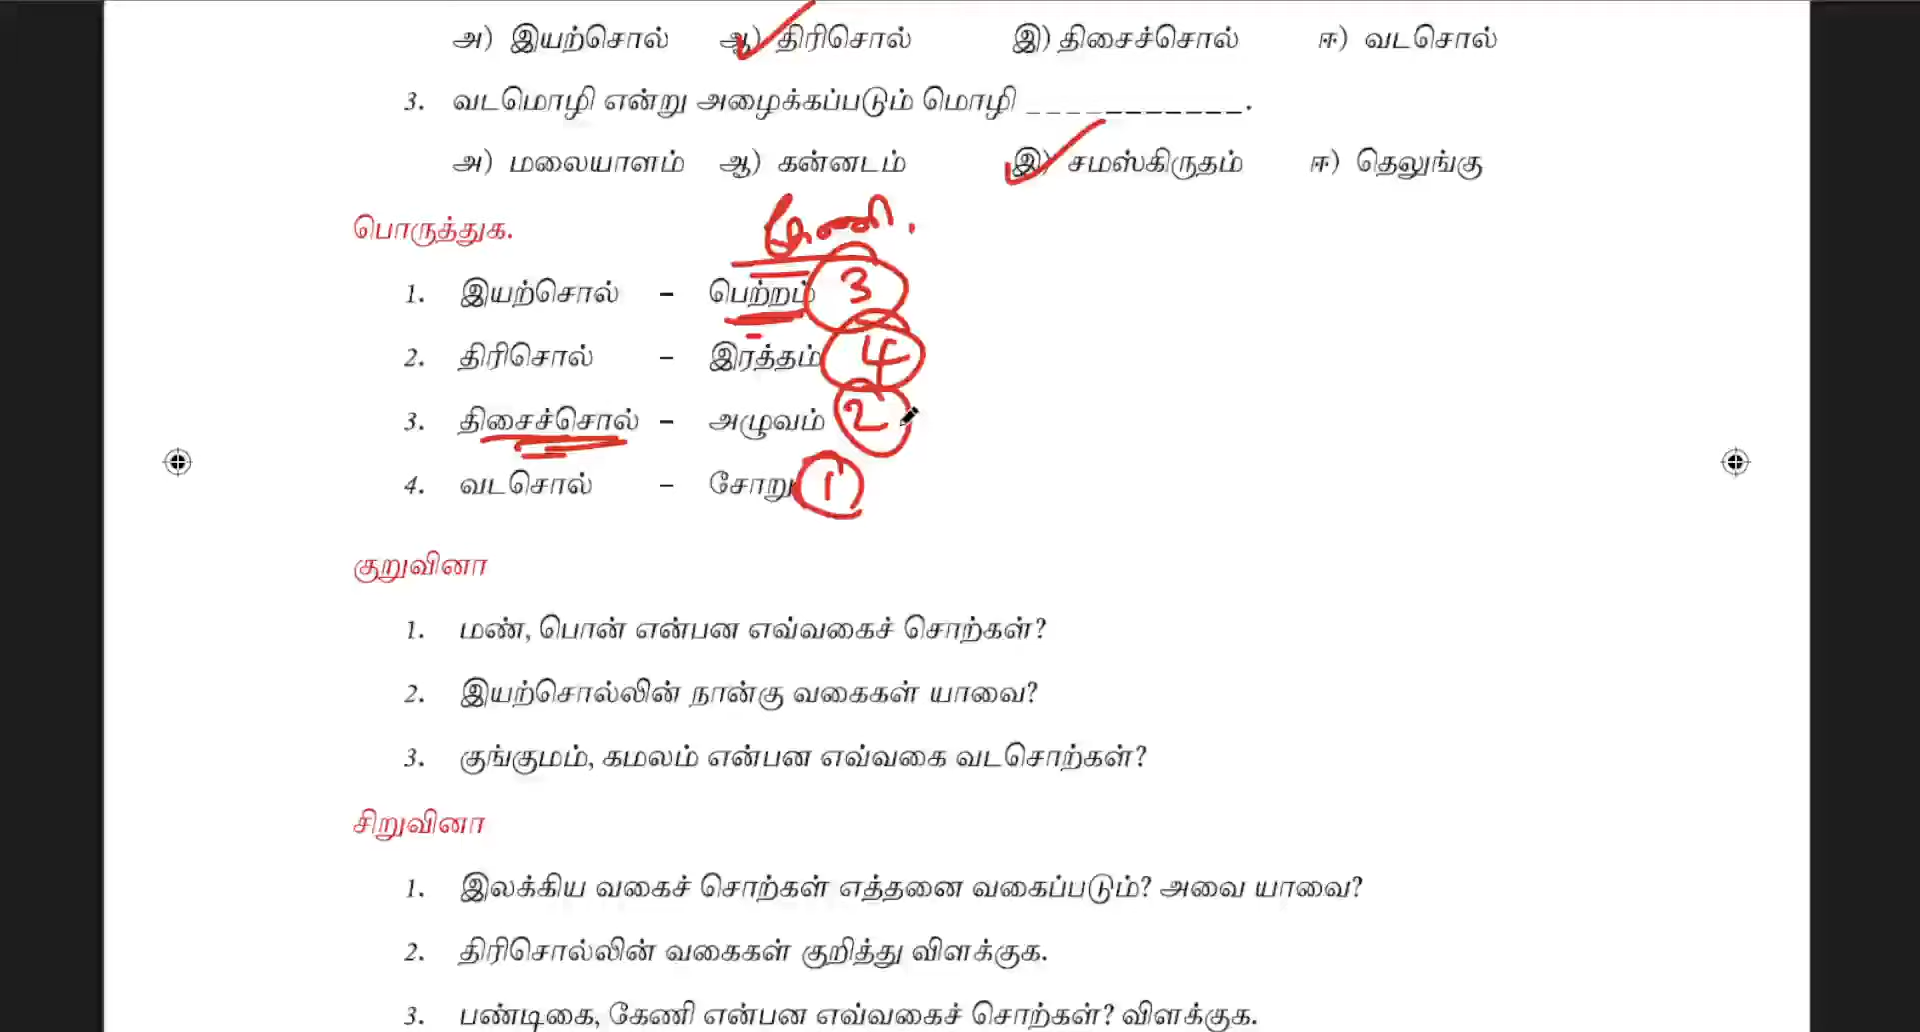 அ) இயற்சொல் ஆ) திரிசொல் இ) திசைச்சொல் ஈ) வடசொல்
3. வடமொழி என்று அழைக்கப்படும் மொழி ____________.
அ) மலையாளம் ஆ) கன்னடம் இ) சமஸ்கிருதம் ஈ) தெலுங்கு
பொருத்துக.
1. இயற்சொல் – பெற்றம் 3
2. திரிசொல் – இரத்தம் 4
3. திசைச்சொல் – அழுவம் 2
4. வடசொல் – சோறு 1
குறுவினா
1. மண், பொன் என்பன எவ்வகைச் சொற்கள்?
2. இயற்சொல்லின் நான்கு வகைகள் யாவை?
3. குங்குமம், கமலம் என்பன எவ்வகை வடசொற்கள்?
சிறுவினா
1. இலக்கிய வகைச் சொற்கள் எத்தனை வகைப்படும்? அவை யாவை?
2. திரிசொல்லின் வகைகள் குறித்து விளக்குக.
3. பண்டிகை, கேணி என்பன எவ்வகைச் சொற்கள்? விளக்குக.